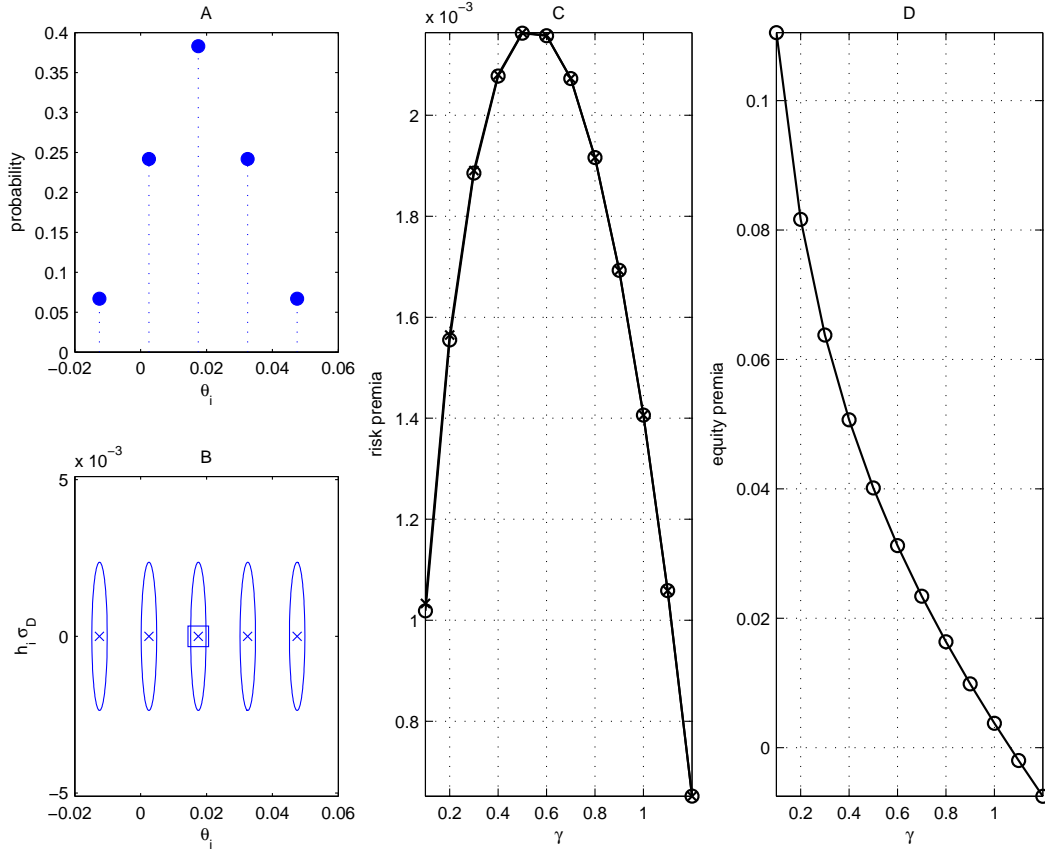 A
0.4
0.35
0.3
0.25
0.2
0.15
0.1
0.05
0
−0.02 0 0.02 0.04 0.06
probability
θ_i
B
x 10^−3
5
0
−5
−0.02 0 0.02 0.04 0.06
h_i σ_D
θ_i
C
x 10^−3
2
1.8
1.6
1.4
1.2
1
0.8
0.2 0.4 0.6 0.8 1
risk premia
γ
D
0.1
0.08
0.06
0.04
0.02
0
0.2 0.4 0.6 0.8 1
equity premia
γ